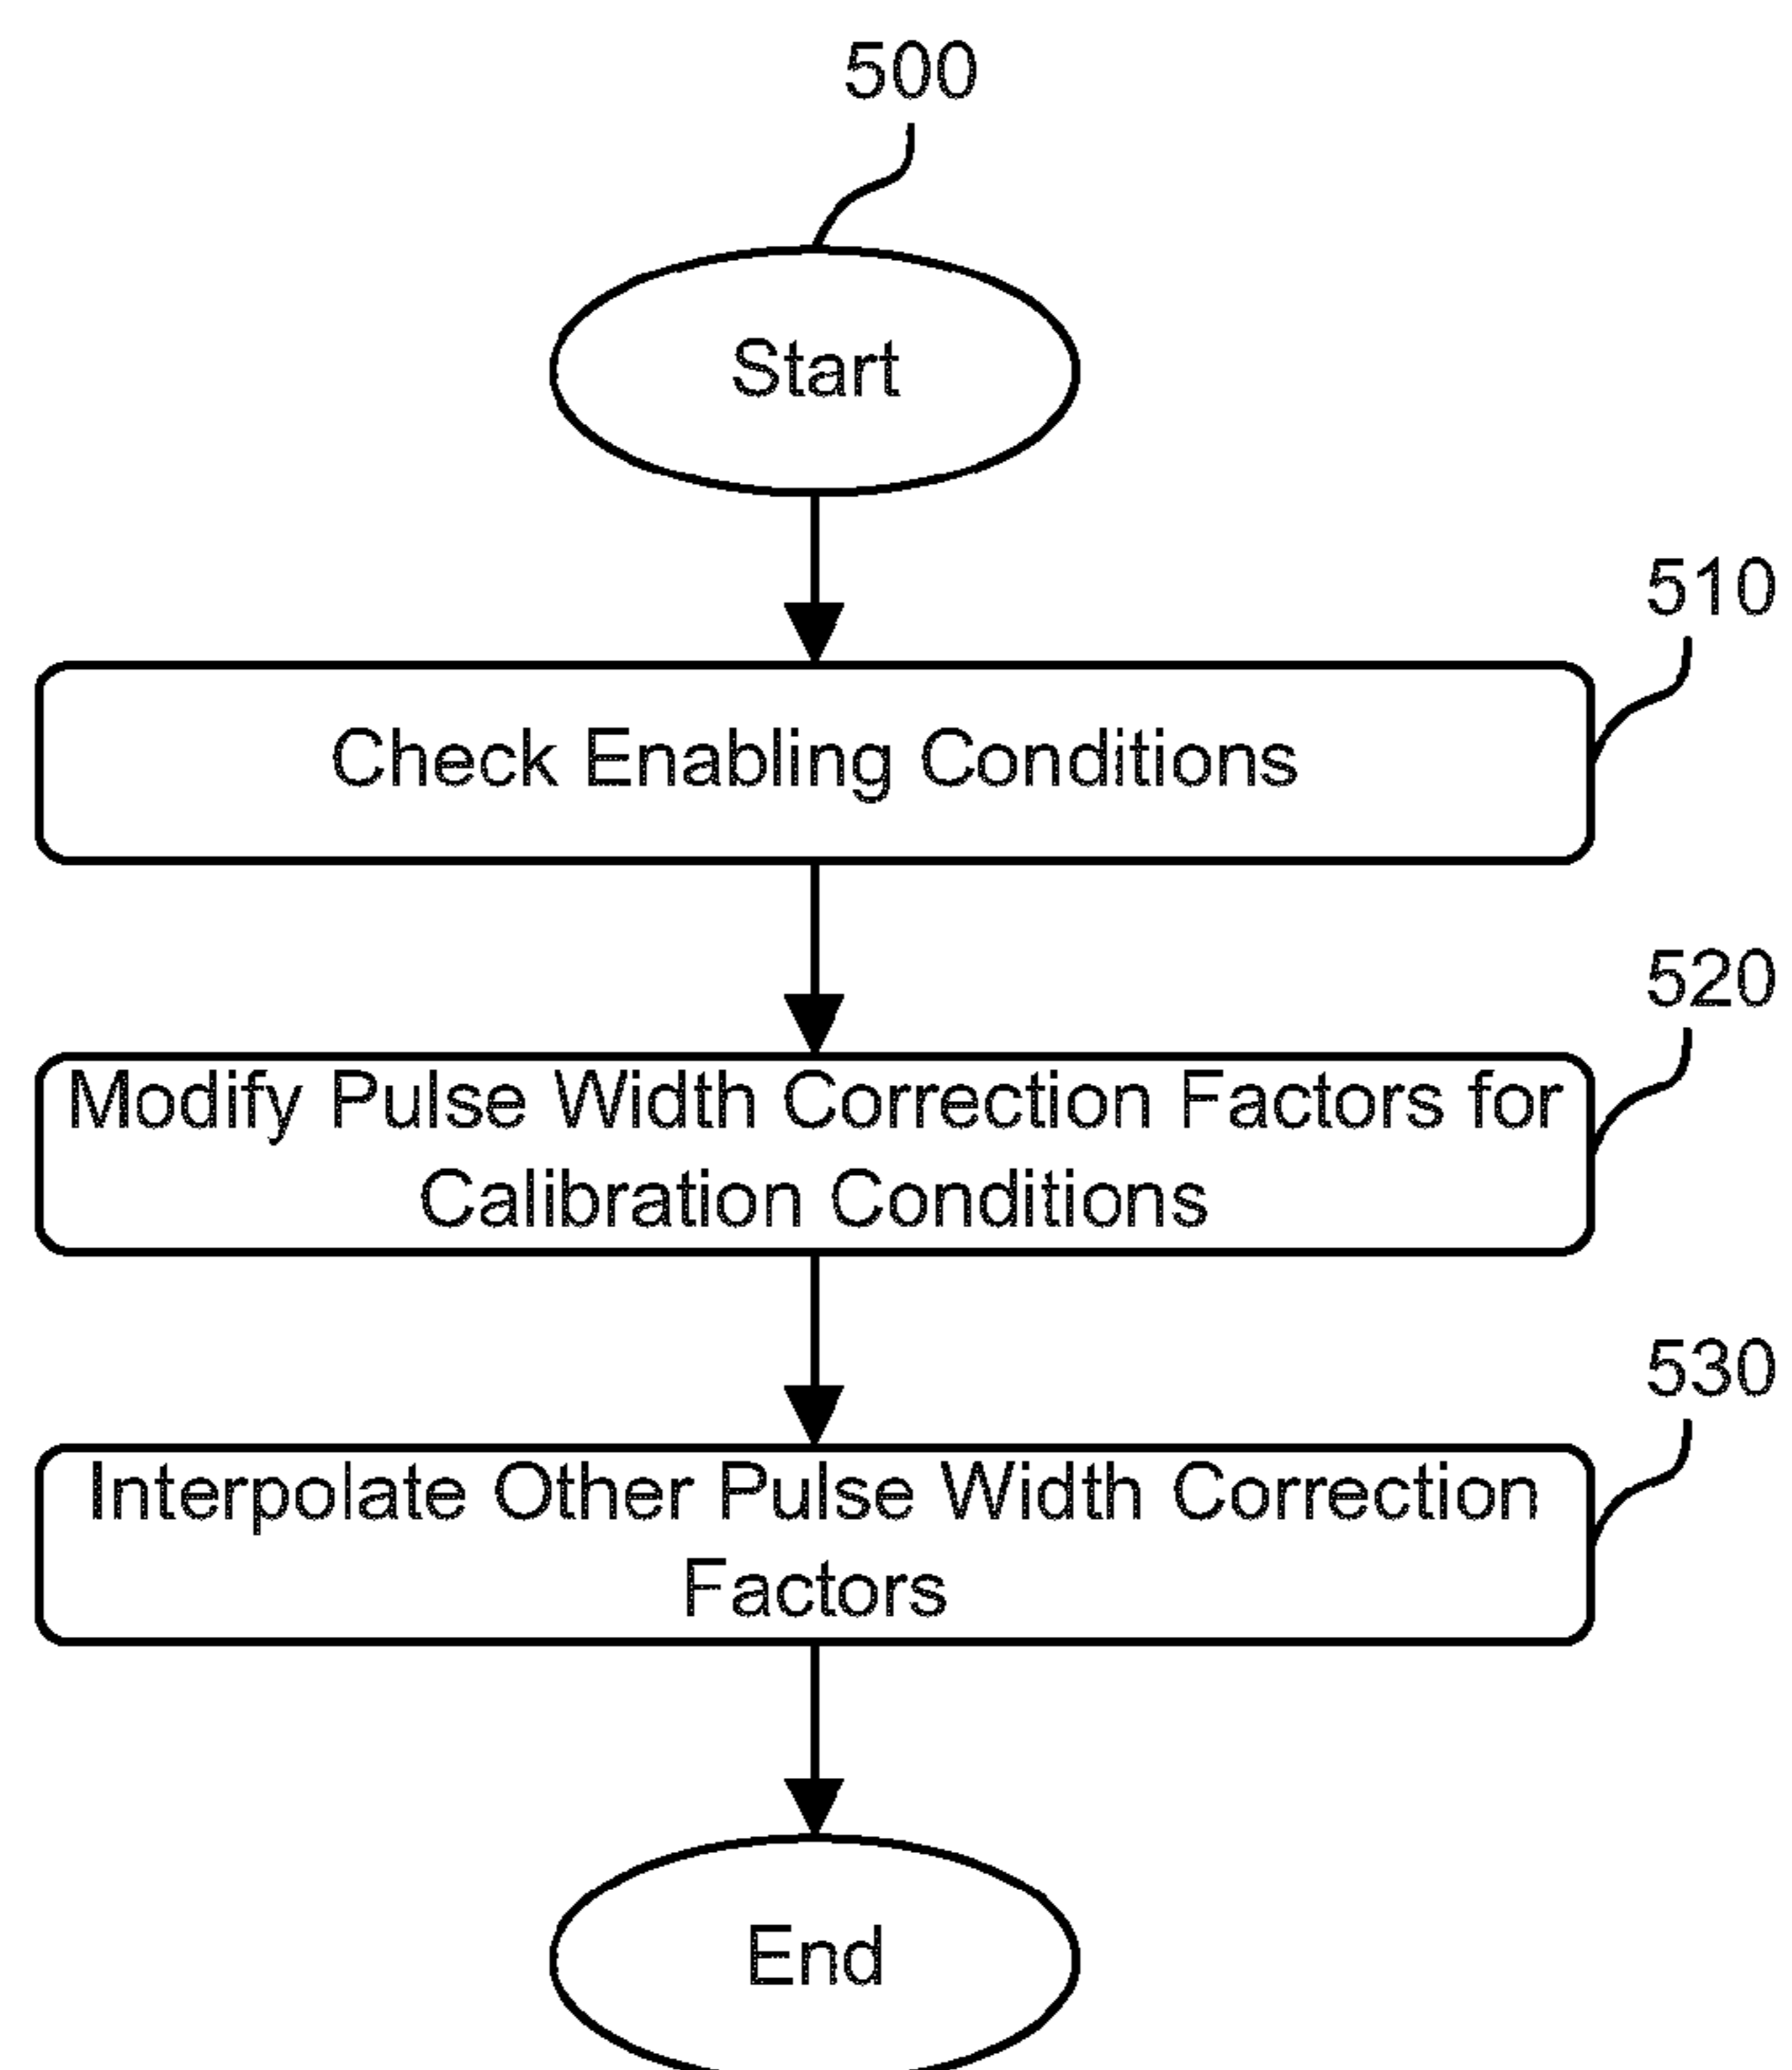 500
Start
510
Check Enabling Conditions
520
Modify Pulse Width Correction Factors for
Calibration Conditions
530
Interpolate Other Pulse Width Correction
Factors
End